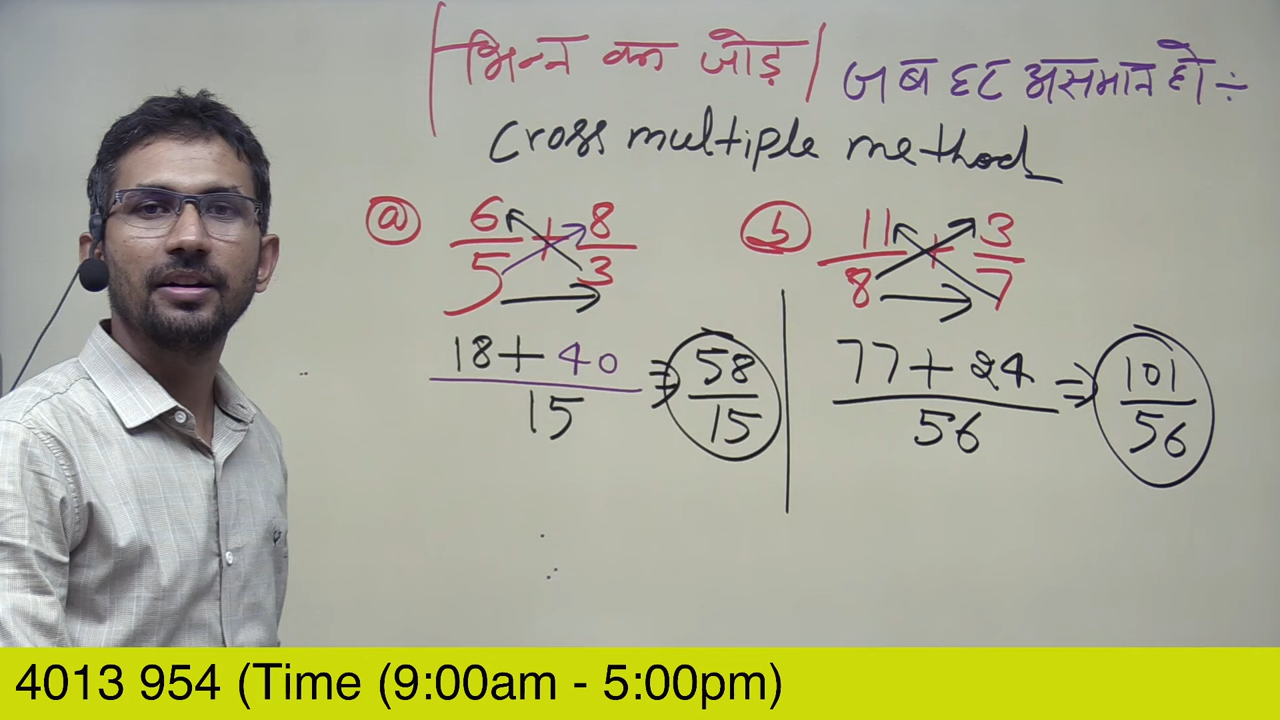 भिन्न का जोड़ जब हर असमान हो ÷
Cross multiple method
a 6/5 + 8/3
b 11/8 + 3/7
18 + 40 / 15 ⇒ 58/15
77 + 24 / 56 ⇒ 101/56
4013 954 (Time (9:00am - 5:00pm)